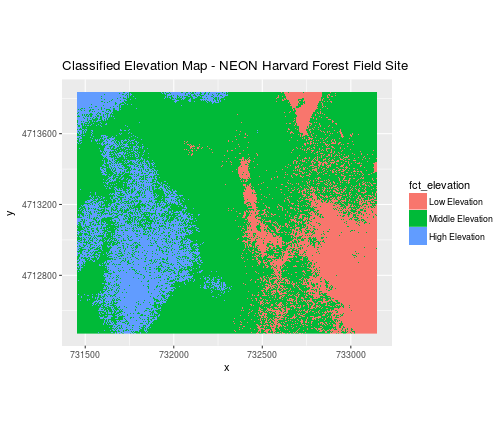 Classified Elevation Map - NEON Harvard Forest Field Site
4713600
4713200
4712800
y
731500
732000
732500
733000
x
fct_elevation
Low Elevation
Middle Elevation
High Elevation